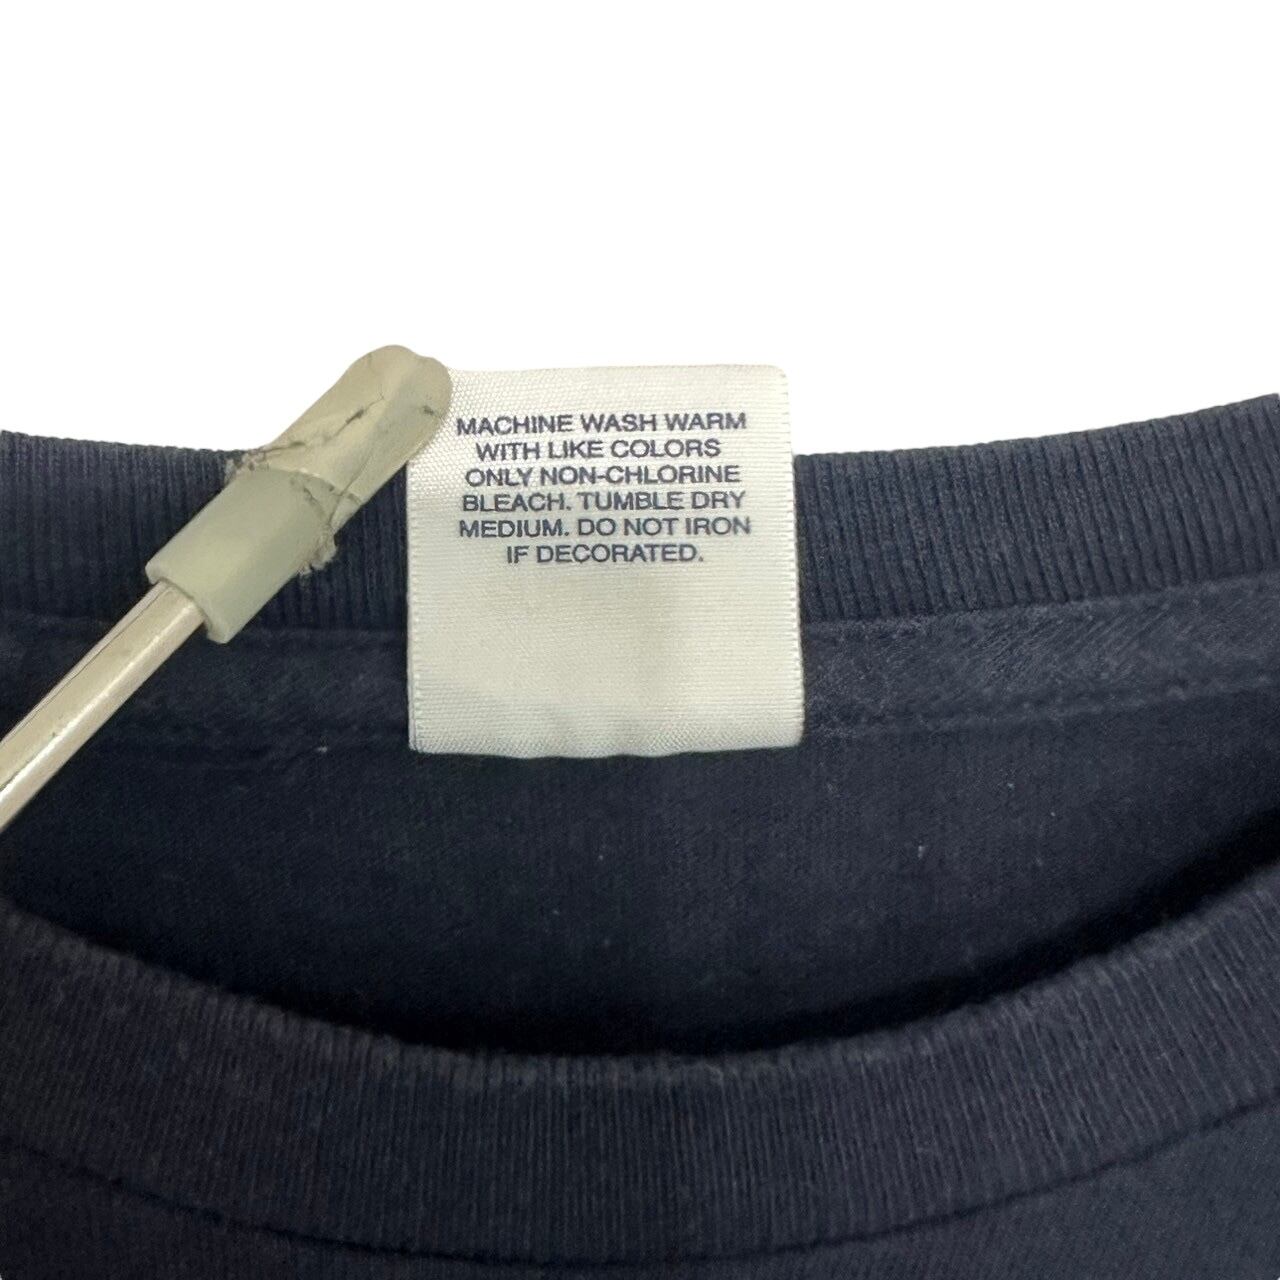 MACHINE WASH WARM
WITH LIKE COLORS
ONLY NON-CHLORINE
BLEACH. TUMBLE DRY
MEDIUM. DO NOT IRON
IF DECORATED.